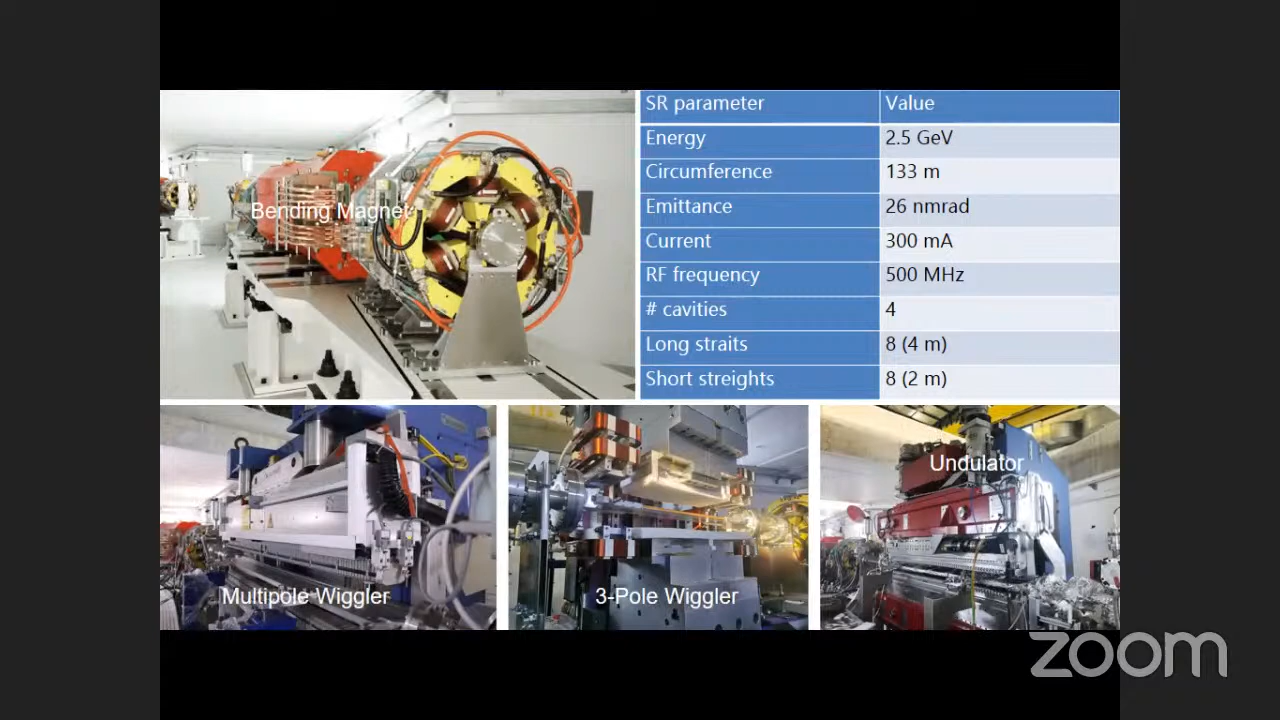 SR parameter Value
Energy 2.5 GeV
Circumference 133 m
Emittance 26 nmrad
Current 300 mA
RF frequency 500 MHz
# cavities 4
Long straits 8 (4 m)
Short streights 8 (2 m)
Bending Magnet
Multipole Wiggler
3-Pole Wiggler
Undulator
zoom